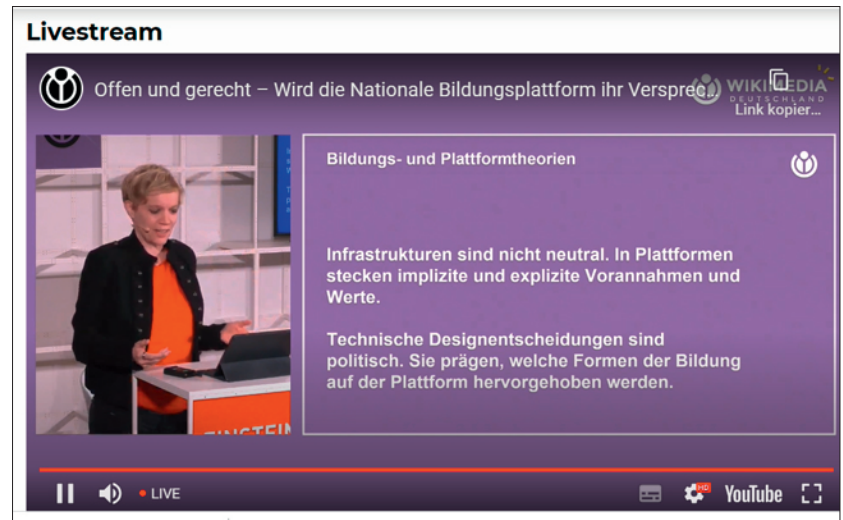 Livestream
Offen und gerecht – Wird die Nationale Bildungsplattform ihr Versprec...
WIKIMEDIA
DEUTSCHLAND
Link kopier...
Bildungs- und Plattformtheorien
Infrastrukturen sind nicht neutral. In Plattformen
stecken implizite und explizite Vorannahmen und
Werte.
Technische Designentscheidungen sind
politisch. Sie prägen, welche Formen der Bildung
auf der Plattform hervorgehoben werden.
EINSTEIN
LIVE
HD
YouTube